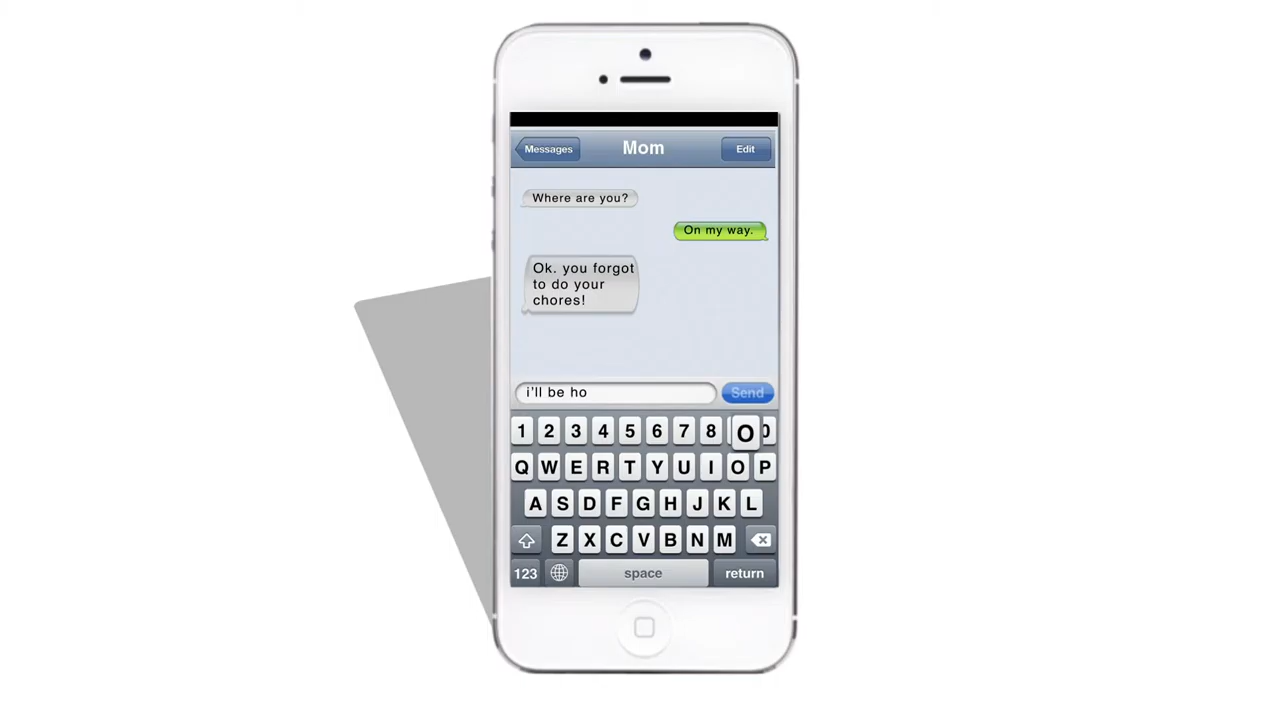 Messages Mom Edit
Where are you?
On my way.
Ok. you forgot
to do your
chores!
i'll be ho Send
1 2 3 4 5 6 7 8 O 0
Q W E R T Y U I O P
A S D F G H J K L
Z X C V B N M
123 space return